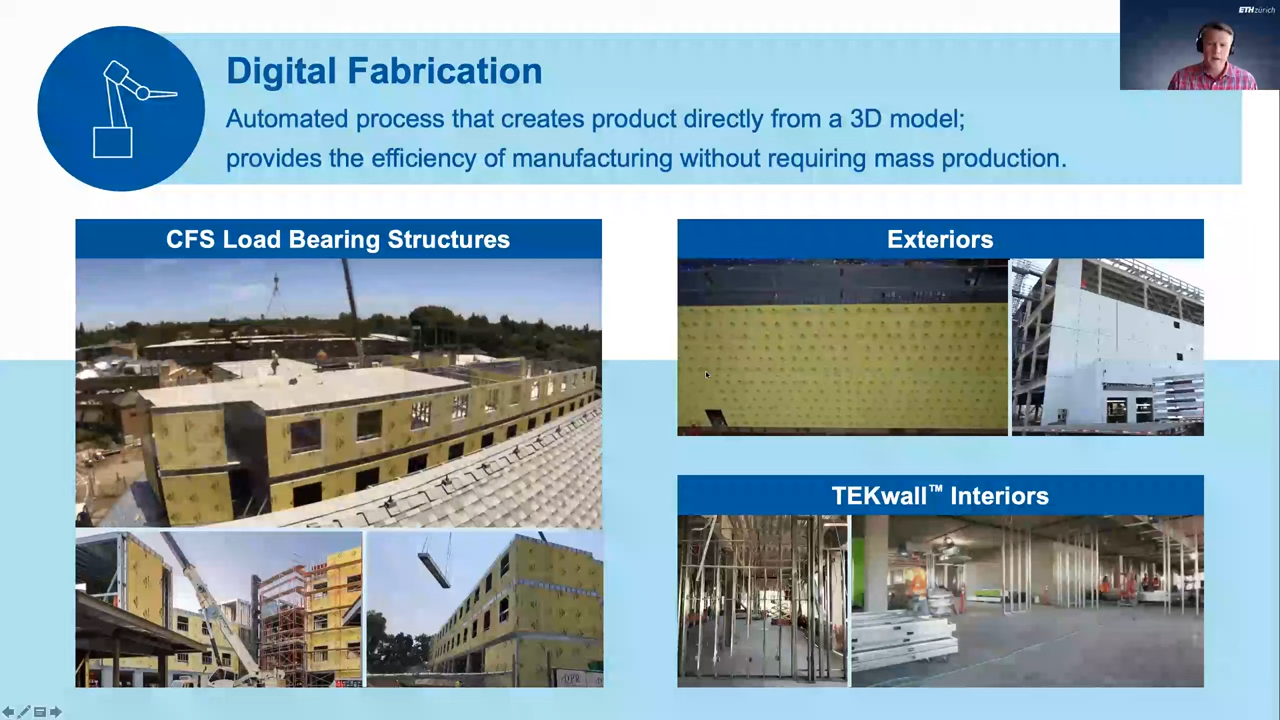 ETH zürich
Digital Fabrication
Automated process that creates product directly from a 3D model;
provides the efficiency of manufacturing without requiring mass production.
CFS Load Bearing Structures
Exteriors
TEKwall™ Interiors